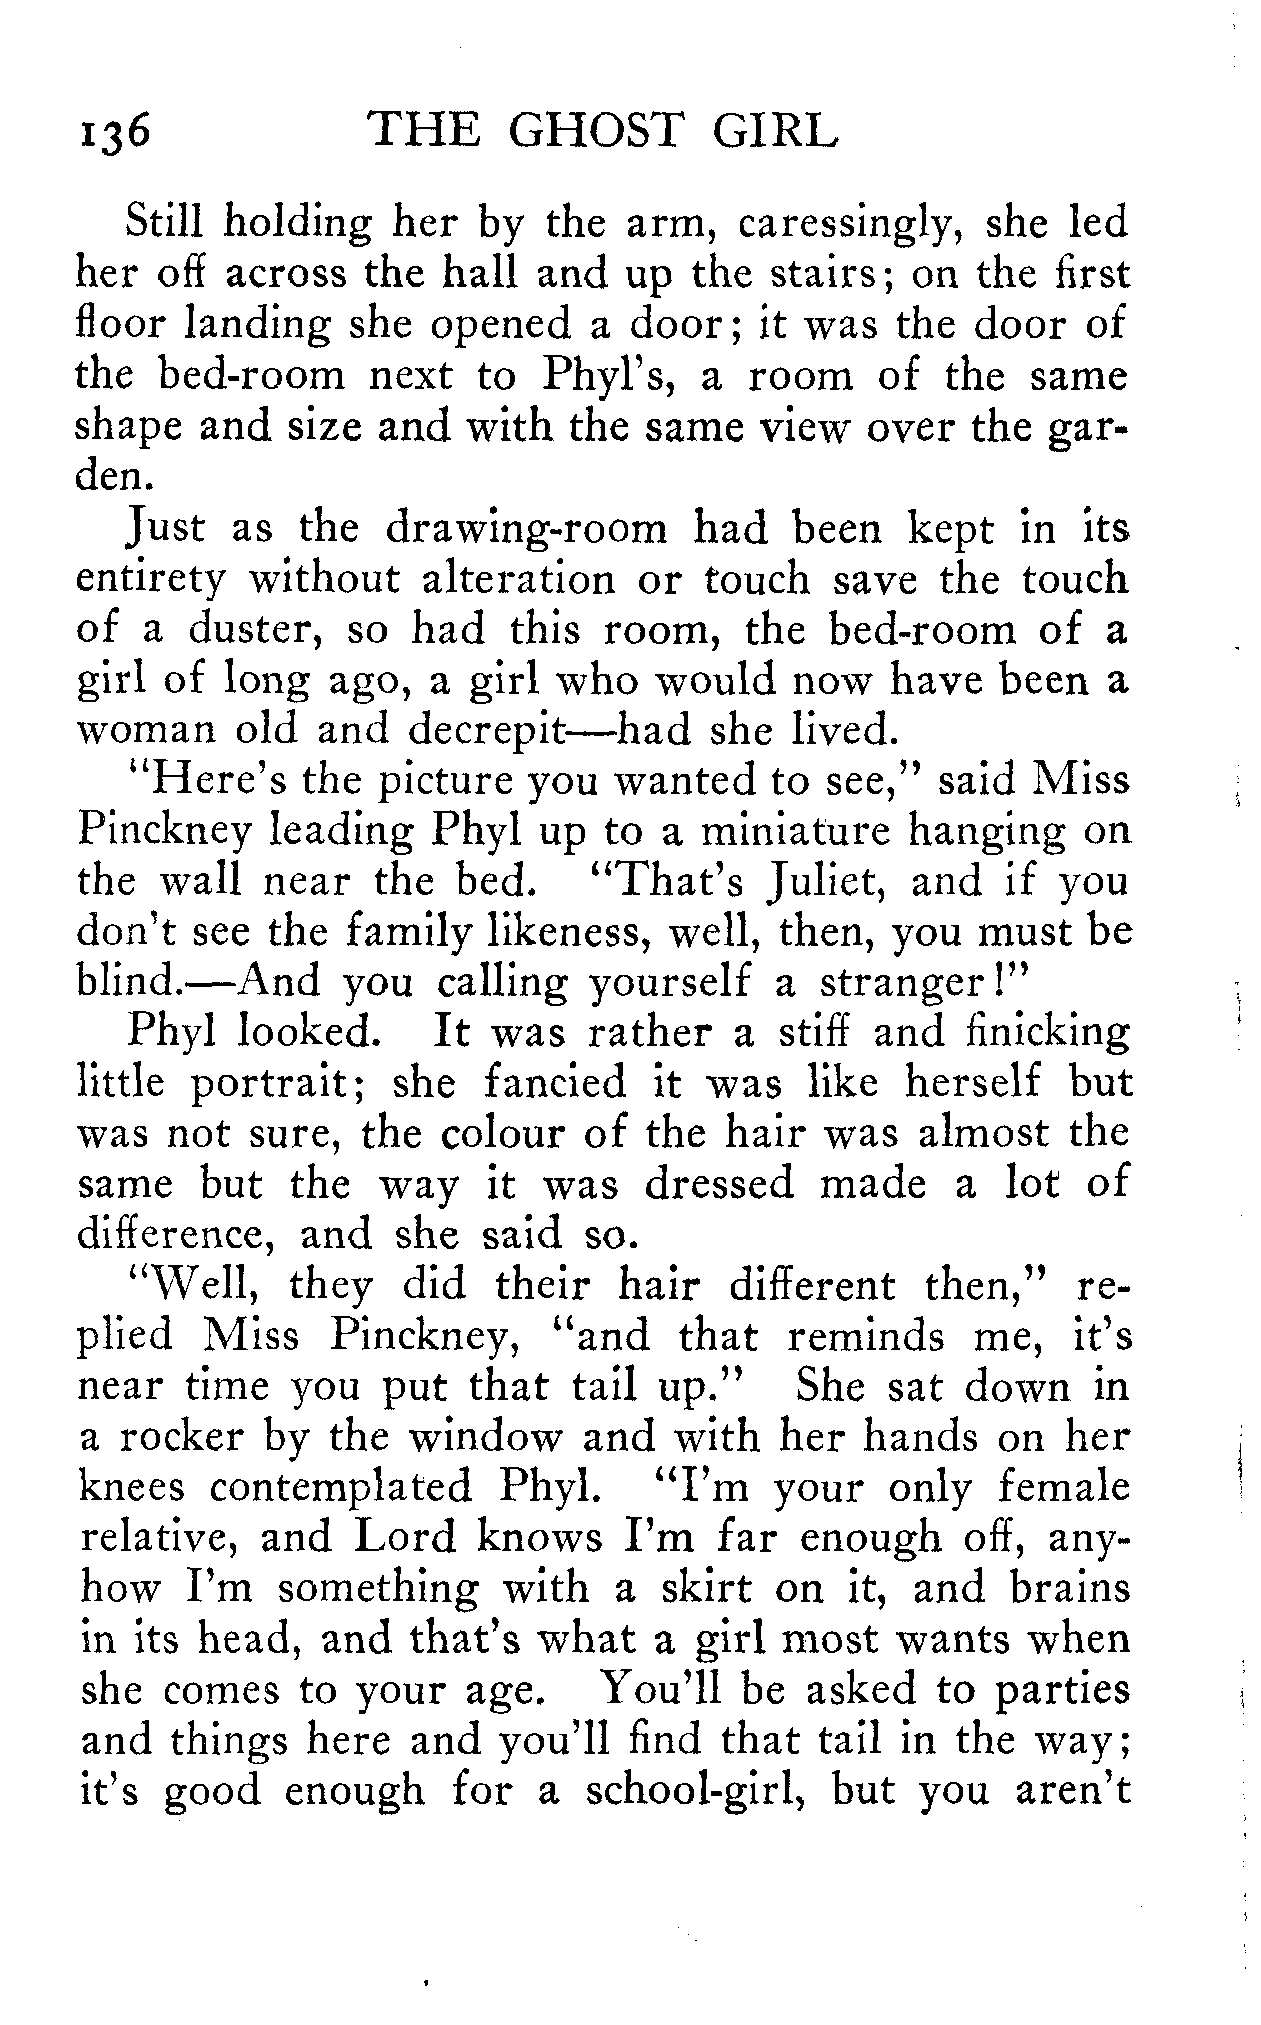 136 THE GHOST GIRL
Still holding her by the arm, caressingly, she led
her off across the hall and up the stairs; on the first
floor landing she opened a door; it was the door of
the bed-room next to Phyl's, a room of the same
shape and size and with the same view over the gar-
den.
Just as the drawing-room had been kept in its
entirety without alteration or touch save the touch
of a duster, so had this room, the bed-room of a
girl of long ago, a girl who would now have been a
woman old and decrepit—had she lived.
"Here's the picture you wanted to see," said Miss
Pinckney leading Phyl up to a miniature hanging on
the wall near the bed. "That's Juliet, and if you
don't see the family likeness, well, then, you must be
blind.—And you calling yourself a stranger!"
Phyl looked. It was rather a stiff and finicking
little portrait; she fancied it was like herself but
was not sure, the colour of the hair was almost the
same but the way it was dressed made a lot of
difference, and she said so.
"Well, they did their hair different then," re-
plied Miss Pinckney, "and that reminds me, it's
near time you put that tail up." She sat down in
a rocker by the window and with her hands on her
knees contemplated Phyl. "I'm your only female
relative, and Lord knows I'm far enough off, any-
how I'm something with a skirt on it, and brains
in its head, and that's what a girl most wants when
she comes to your age. You'll be asked to parties
and things here and you'll find that tail in the way;
it's good enough for a school-girl, but you aren't